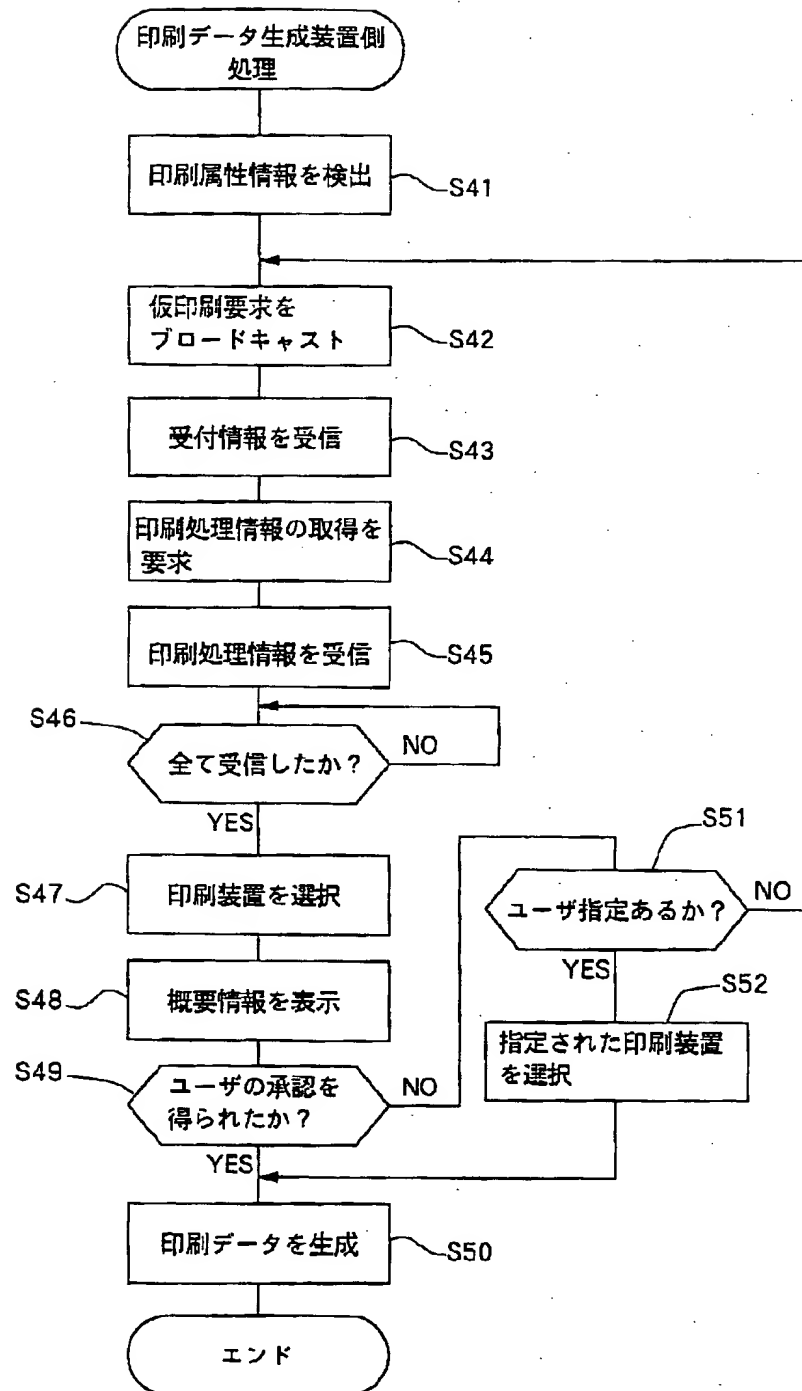 印刷データ生成装置側
処理
印刷属性情報を検出
S41
仮印刷要求を
ブロードキャスト
S42
受付情報を受信
S43
印刷処理情報の取得を
要求
S44
印刷処理情報を受信
S45
S46
全て受信したか？
NO
YES
S47
印刷装置を選択
S48
概要情報を表示
S49
ユーザの承認を
得られたか？
NO
YES
S51
ユーザ指定あるか？
NO
YES
S52
指定された印刷装置
を選択
印刷データを生成
S50
エンド